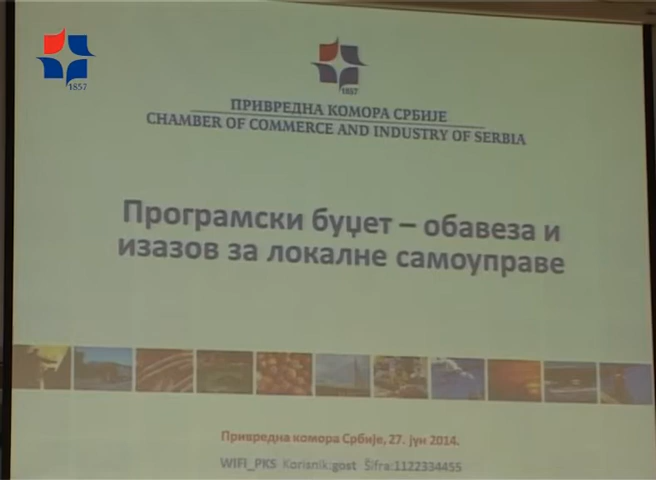 1857
1857
ПРИВРЕДНА КОМОРА СРБИЈЕ
CHAMBER OF COMMERCE AND INDUSTRY OF SERBIA
Програмски буџет – обавеза и
изазов за локалне самоуправе
Привредна комора Србије, 27. јун 2014.
WIFI_PKS Korisnik:gost Šifra:1122334455